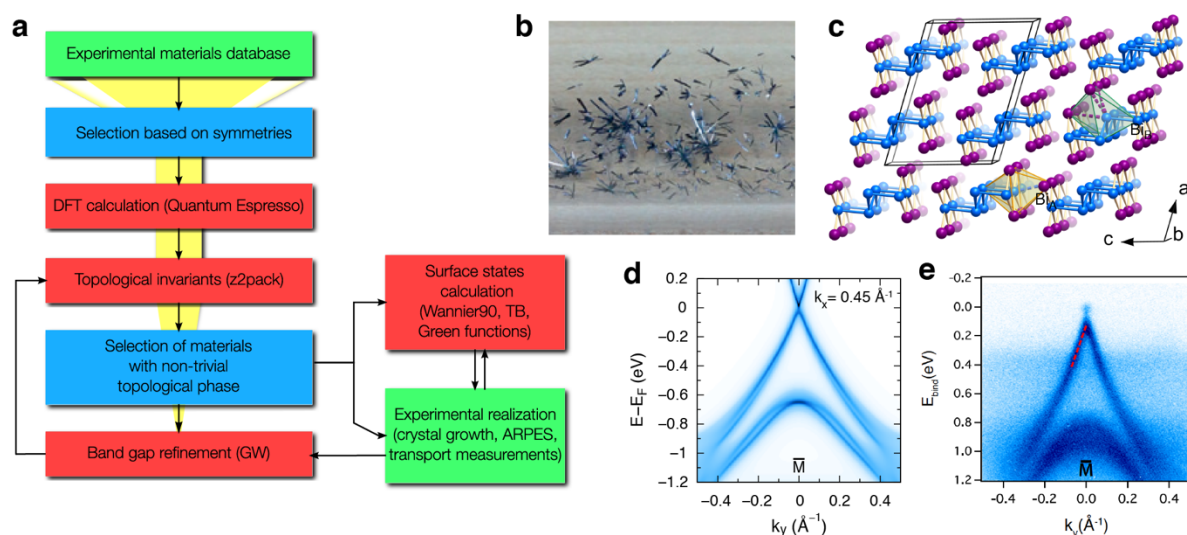 a
Experimental materials database
Selection based on symmetries
DFT calculation (Quantum Espresso)
Topological invariants (z2pack)
Selection of materials
with non-trivial
topological phase
Band gap refinement (GW)
Surface states
calculation
(Wannier90, TB,
Green functions)
Experimental realization
(crystal growth, ARPES,
transport measurements)
b
c
Bi_B
Bi_A
a
c
b
d
k_x= 0.45 Å⁻¹
E−E_F (eV)
0.2
0
−0.2
−0.4
−0.6
−0.8
−1
−1.2
M̅
−0.4 −0.2 0 0.2 0.4
k_y (Å⁻¹)
e
E_bind(eV)
-0.2
0.0
0.2
0.4
0.6
0.8
1.0
1.2
M̅
−0.4 −0.2 0 0.2 0.4
k_y(Å⁻¹)